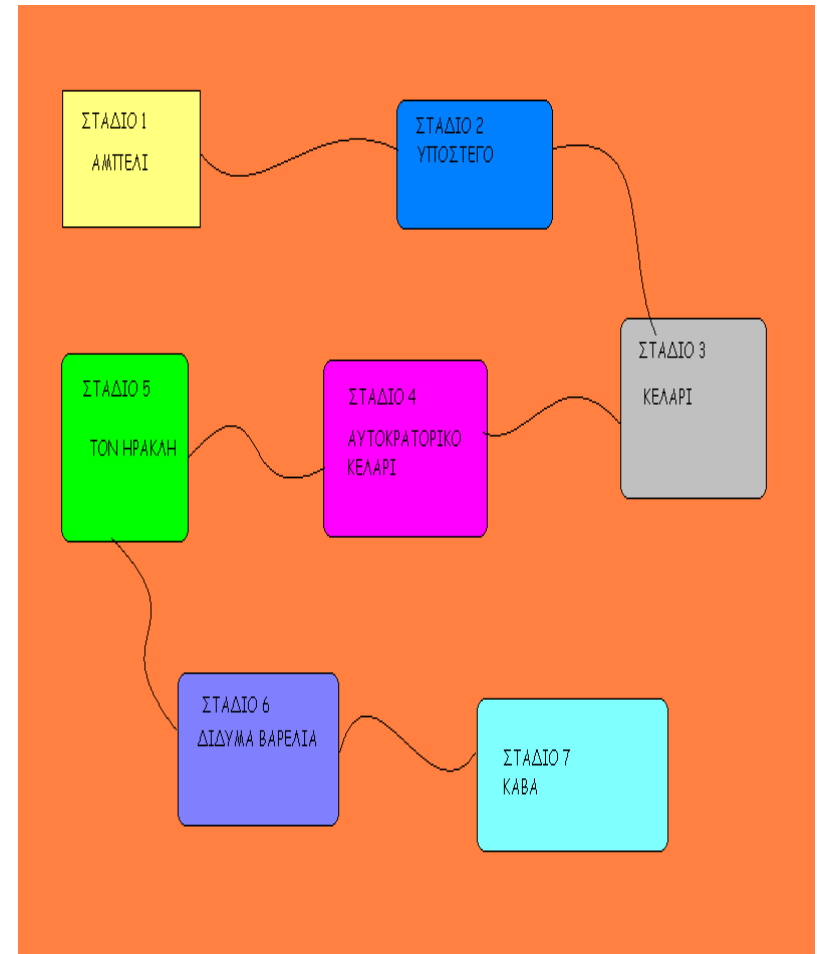 ΣΤΑΔΙΟ 1
ΑΜΠΕΛΙ
ΣΤΑΔΙΟ 2
ΥΠΟΣΤΕΓΟ
ΣΤΑΔΙΟ 3
ΚΕΛΑΡΙ
ΣΤΑΔΙΟ 4
ΑΥΤΟΚΡΑΤΟΡΙΚΟ
ΚΕΛΑΡΙ
ΣΤΑΔΙΟ 5
ΤΟΝ ΗΡΑΚΛΗ
ΣΤΑΔΙΟ 6
ΔΙΔΥΜΑ ΒΑΡΕΛΙΑ
ΣΤΑΔΙΟ 7
ΚΑΒΑ